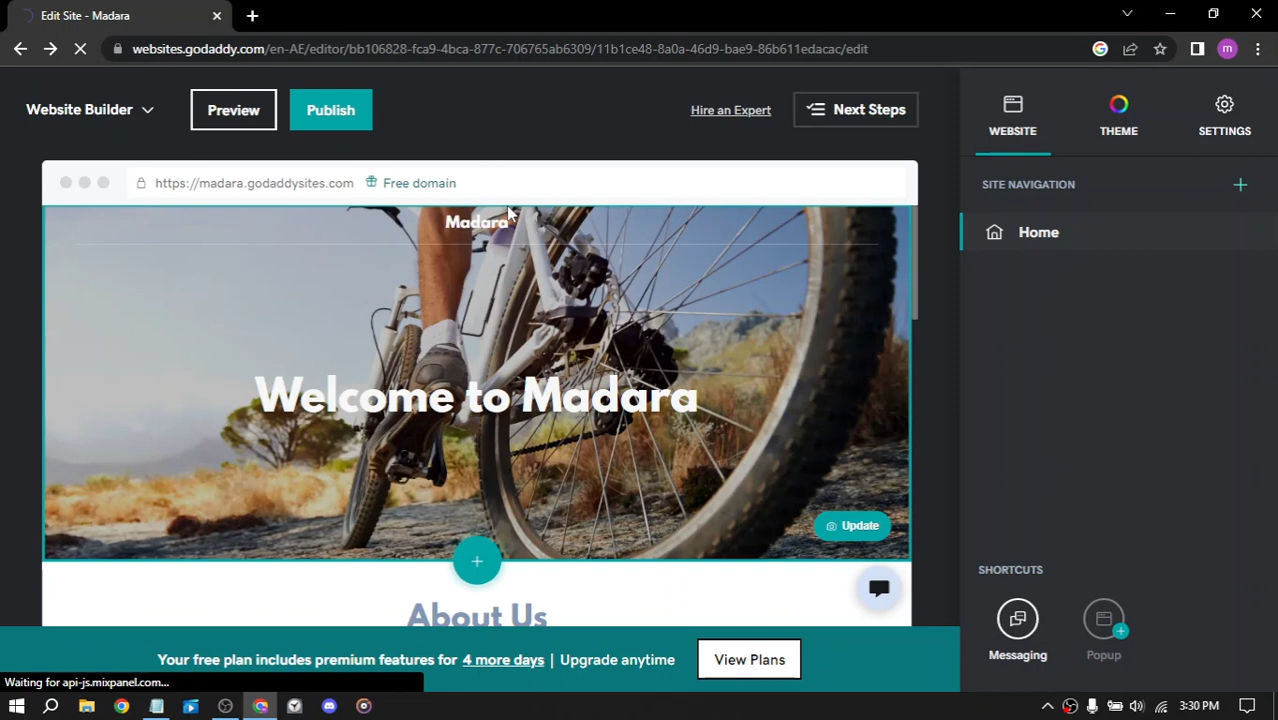 Edit Site - Madara
websites.godaddy.com/en-AE/editor/bb106828-fca9-4bca-877c-706765ab6309/11b1ce48-8a0a-46d9-bae9-86b611edacac/edit
m
Website Builder
Preview
Publish
Hire an Expert
Next Steps
WEBSITE
THEME
SETTINGS
https://madara.godaddysites.com
Free domain
SITE NAVIGATION
Home
Madara
Welcome to Madara
Update
About Us
SHORTCUTS
Messaging
Popup
Your free plan includes premium features for 4 more days | Upgrade anytime
View Plans
Waiting for api-js.mixpanel.com...
3:30 PM